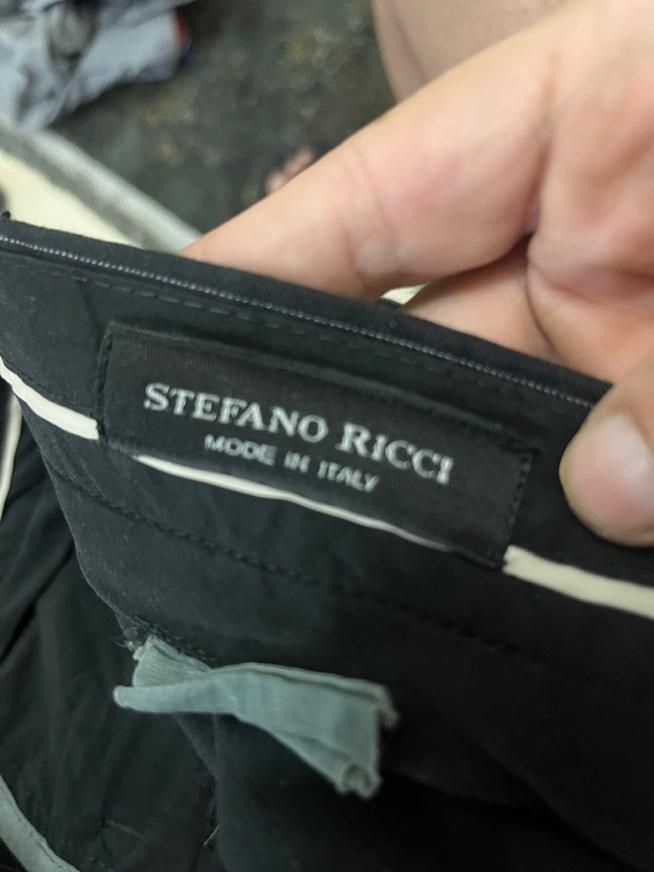 STEFANO RICCI
MODE IN ITALY